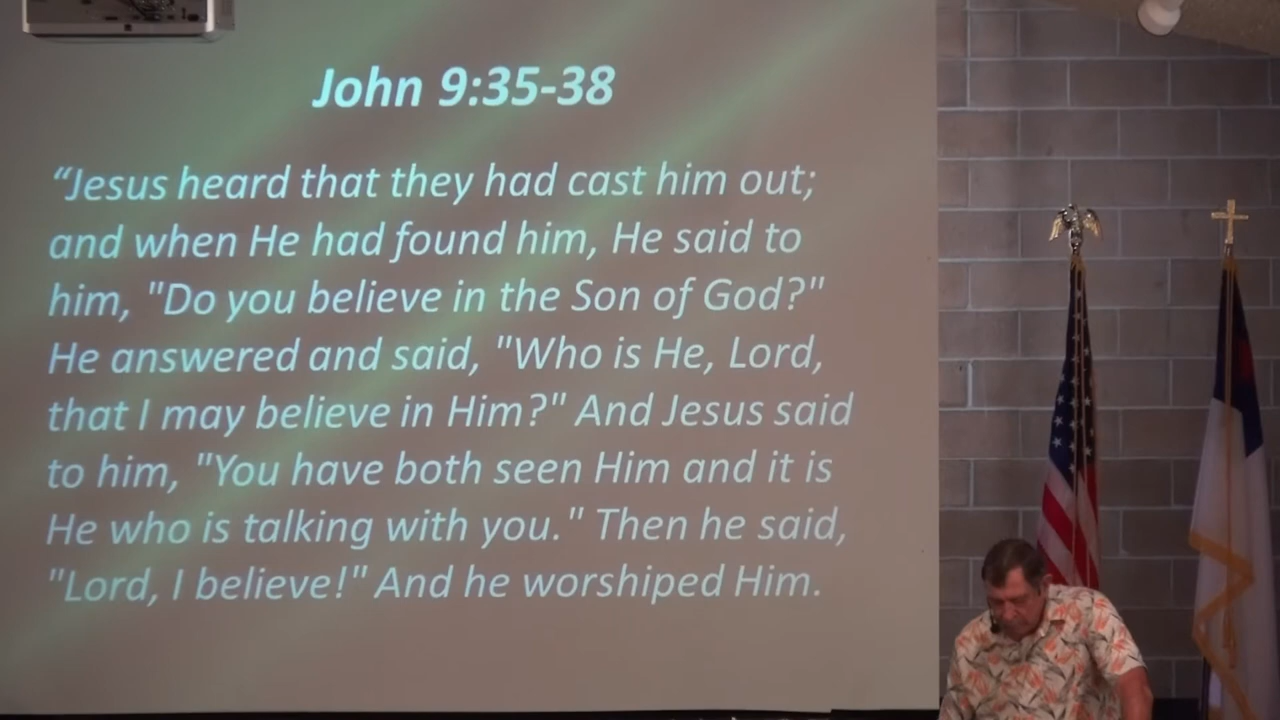 John 9:35-38
“Jesus heard that they had cast him out;
and when He had found him, He said to
him, "Do you believe in the Son of God?"
He answered and said, "Who is He, Lord,
that I may believe in Him?" And Jesus said
to him, "You have both seen Him and it is
He who is talking with you." Then he said,
"Lord, I believe!" And he worshiped Him.